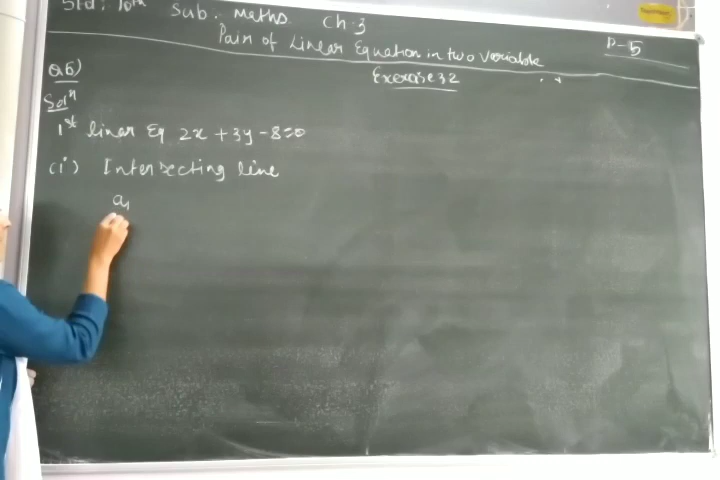 Std: 10th Sub. Maths Ch:3
Pair of Linear Equation in two Variable
P-5
Exercise 3.2
Q.6)
Solⁿ
1st linear Eq 2x + 3y - 8 = 0
(i) Intersecting line
a₁